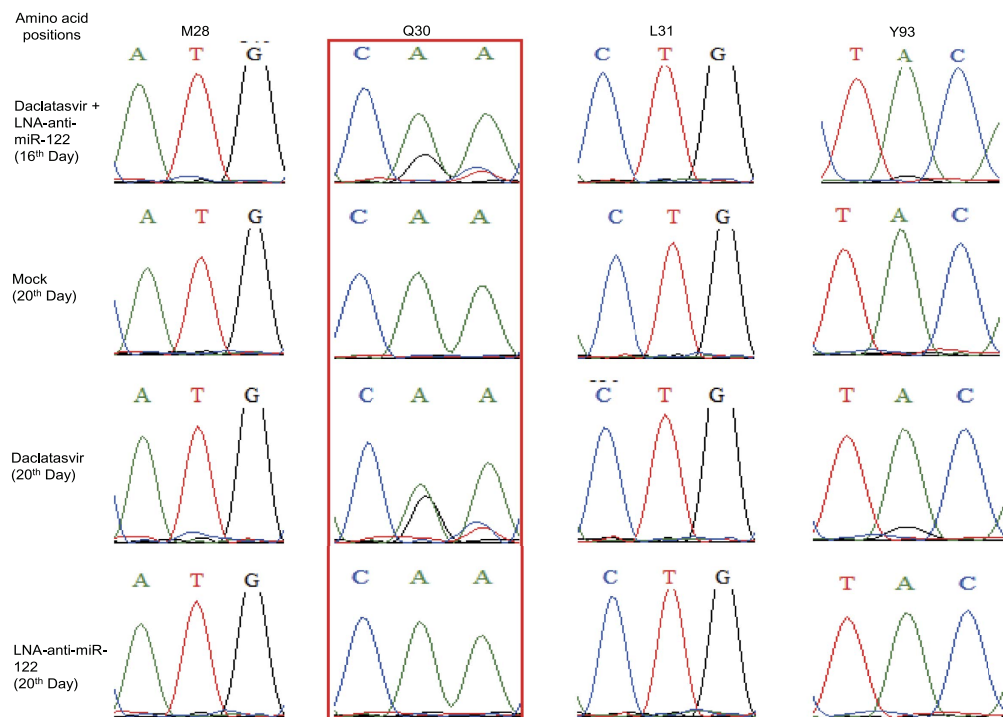 Amino acid
positions
M28 Q30 L31 Y93
A T G C A A C T G T A C
Daclatasvir +
LNA-anti-
miR-122
(16th Day)
A T G C A A C T G T A C
Mock
(20th Day)
A T G C A A C T G T A C
Daclatasvir
(20th Day)
A T G C A A C T G T A C
LNA-anti-miR-
122
(20th Day)